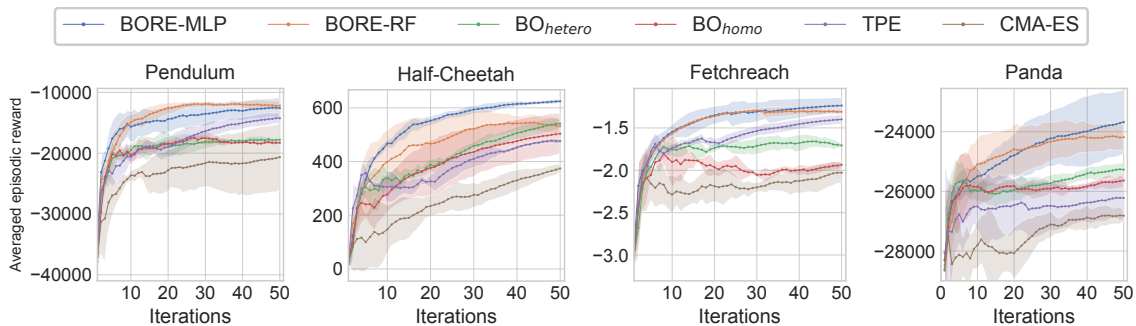 BORE-MLP BORE-RF BO_hetero BO_homo TPE CMA-ES
Pendulum Half-Cheetah Fetchreach Panda
Averaged episodic reward
−10000
−20000
−30000
−40000
10 20 30 40 50
Iterations
600
400
200
0
10 20 30 40 50
Iterations
−1.5
−2.0
−2.5
−3.0
10 20 30 40 50
Iterations
−24000
−26000
−28000
0 10 20 30 40 50
Iterations